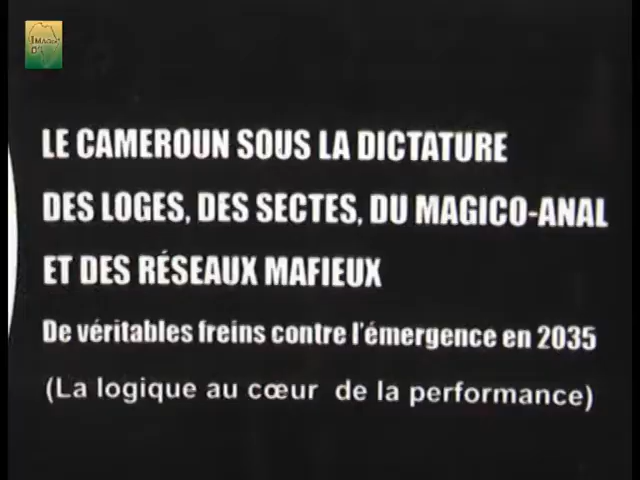 LE CAMEROUN SOUS LA DICTATURE
DES LOGES, DES SECTES, DU MAGICO-ANAL
ET DES RÉSEAUX MAFIEUX
De véritables freins contre l'émergence en 2035
(La logique au cœur de la performance)